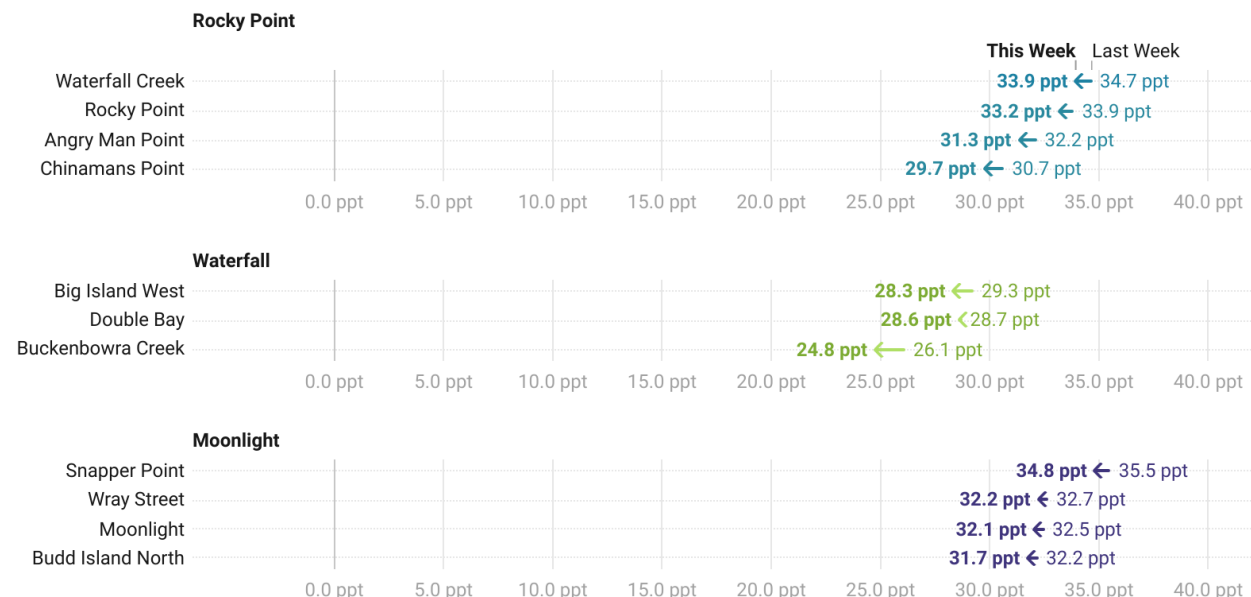 Rocky Point
This Week Last Week
Waterfall Creek 33.9 ppt 34.7 ppt
Rocky Point 33.2 ppt 33.9 ppt
Angry Man Point 31.3 ppt 32.2 ppt
Chinamans Point 29.7 ppt 30.7 ppt
0.0 ppt 5.0 ppt 10.0 ppt 15.0 ppt 20.0 ppt 25.0 ppt 30.0 ppt 35.0 ppt 40.0 ppt
Waterfall
Big Island West 28.3 ppt 29.3 ppt
Double Bay 28.6 ppt 28.7 ppt
Buckenbowra Creek 24.8 ppt 26.1 ppt
0.0 ppt 5.0 ppt 10.0 ppt 15.0 ppt 20.0 ppt 25.0 ppt 30.0 ppt 35.0 ppt 40.0 ppt
Moonlight
Snapper Point 34.8 ppt 35.5 ppt
Wray Street 32.2 ppt 32.7 ppt
Moonlight 32.1 ppt 32.5 ppt
Budd Island North 31.7 ppt 32.2 ppt
0.0 ppt 5.0 ppt 10.0 ppt 15.0 ppt 20.0 ppt 25.0 ppt 30.0 ppt 35.0 ppt 40.0 ppt